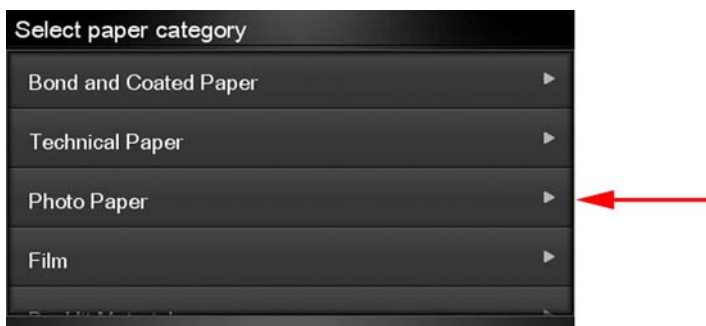 Select paper category
Bond and Coated Paper
Technical Paper
Photo Paper
Film